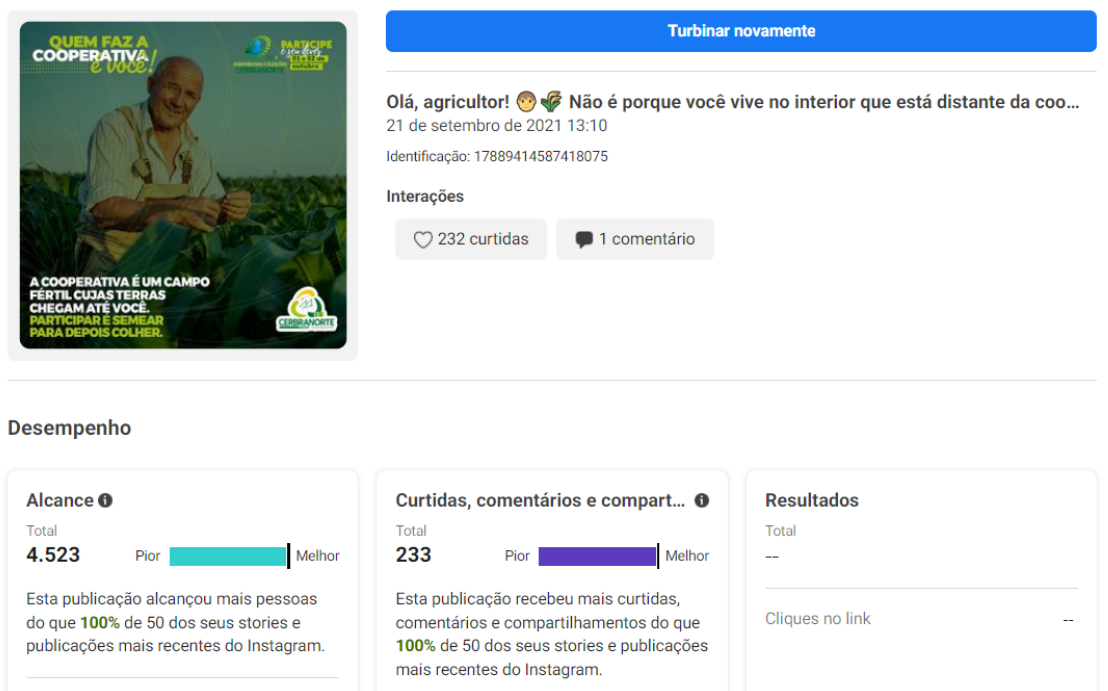 QUEM FAZ A
COOPERATIVA
é você!
PARTICIPE
01 e 02 de
outubro
CERBRANORTE
A COOPERATIVA É UM CAMPO
FÉRTIL CUJAS TERRAS
CHEGAM ATÉ VOCÊ.
PARTICIPAR É SEMEAR
PARA DEPOIS COLHER.
CERBRANORTE
Turbinar novamente
Olá, agricultor! 👨🏼🌾 Não é porque você vive no interior que está distante da coo...
21 de setembro de 2021 13:10
Identificação: 17889414587418075
Interações
232 curtidas
1 comentário
Desempenho
Alcance
Total
4.523
Pior
Melhor
Esta publicação alcançou mais pessoas
do que 100% de 50 dos seus stories e
publicações mais recentes do Instagram.
Curtidas, comentários e compart...
Total
233
Pior
Melhor
Esta publicação recebeu mais curtidas,
comentários e compartilhamentos do que
100% de 50 dos seus stories e publicações
mais recentes do Instagram.
Resultados
Total
--
Cliques no link
--